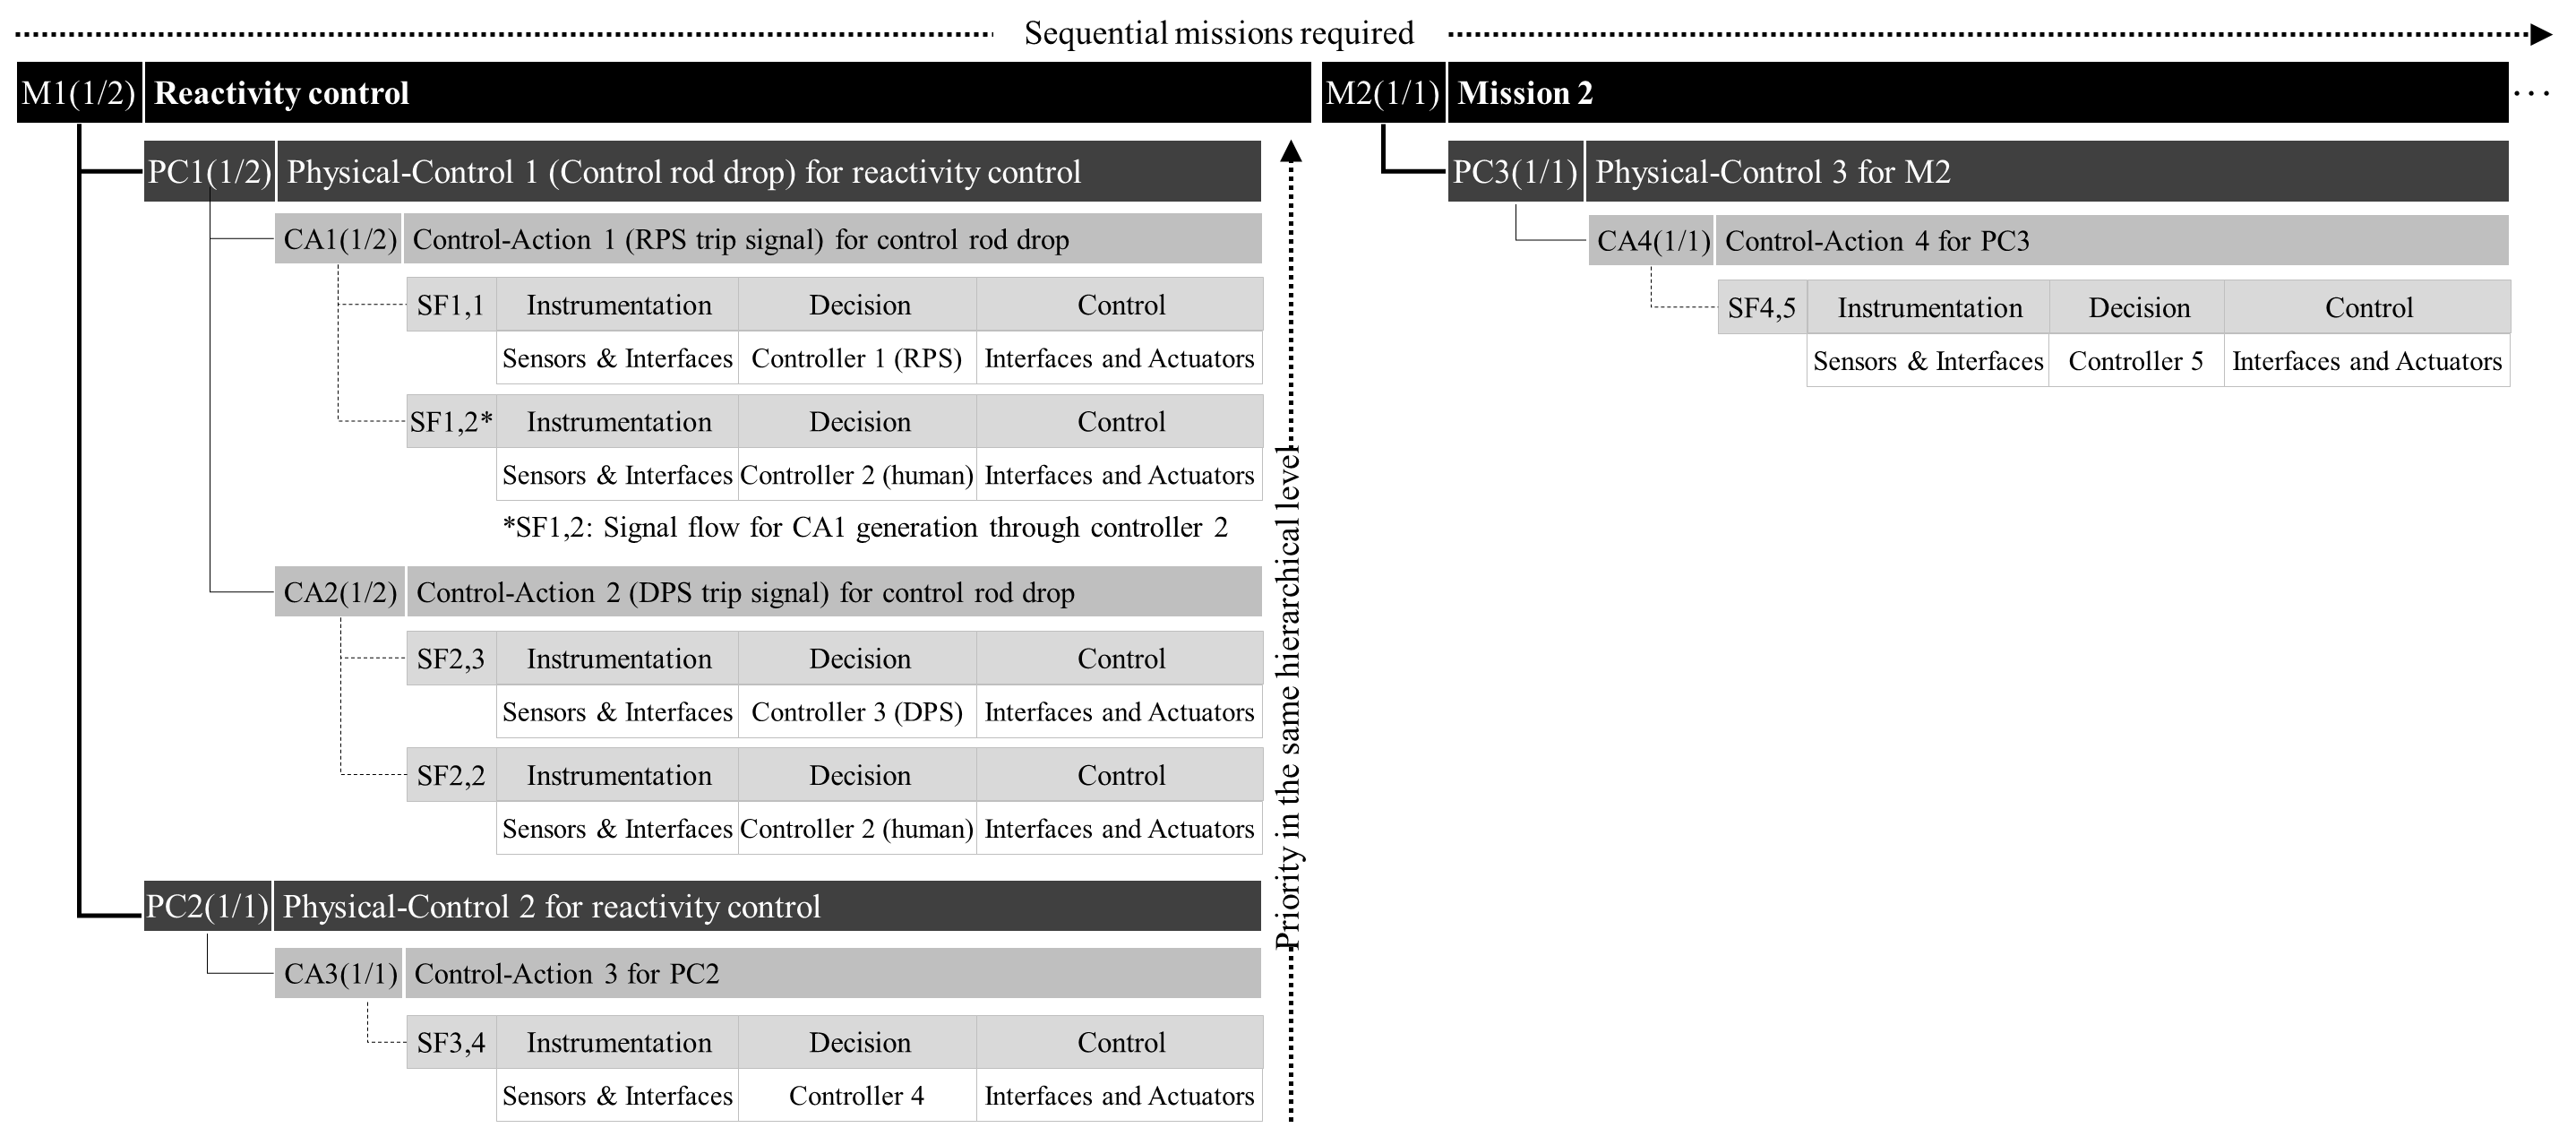 Sequential missions required
M1(1/2) Reactivity control
M2(1/1) Mission 2 ...
PC1(1/2) Physical-Control 1 (Control rod drop) for reactivity control
PC3(1/1) Physical-Control 3 for M2
CA1(1/2) Control-Action 1 (RPS trip signal) for control rod drop
CA4(1/1) Control-Action 4 for PC3
SF1,1 Instrumentation Decision Control
Sensors & Interfaces Controller 1 (RPS) Interfaces and Actuators
SF4,5 Instrumentation Decision Control
Sensors & Interfaces Controller 5 Interfaces and Actuators
SF1,2* Instrumentation Decision Control
Sensors & Interfaces Controller 2 (human) Interfaces and Actuators
*SF1,2: Signal flow for CA1 generation through controller 2
CA2(1/2) Control-Action 2 (DPS trip signal) for control rod drop
SF2,3 Instrumentation Decision Control
Sensors & Interfaces Controller 3 (DPS) Interfaces and Actuators
SF2,2 Instrumentation Decision Control
Sensors & Interfaces Controller 2 (human) Interfaces and Actuators
PC2(1/1) Physical-Control 2 for reactivity control
CA3(1/1) Control-Action 3 for PC2
SF3,4 Instrumentation Decision Control
Sensors & Interfaces Controller 4 Interfaces and Actuators
Priority in the same hierarchical level